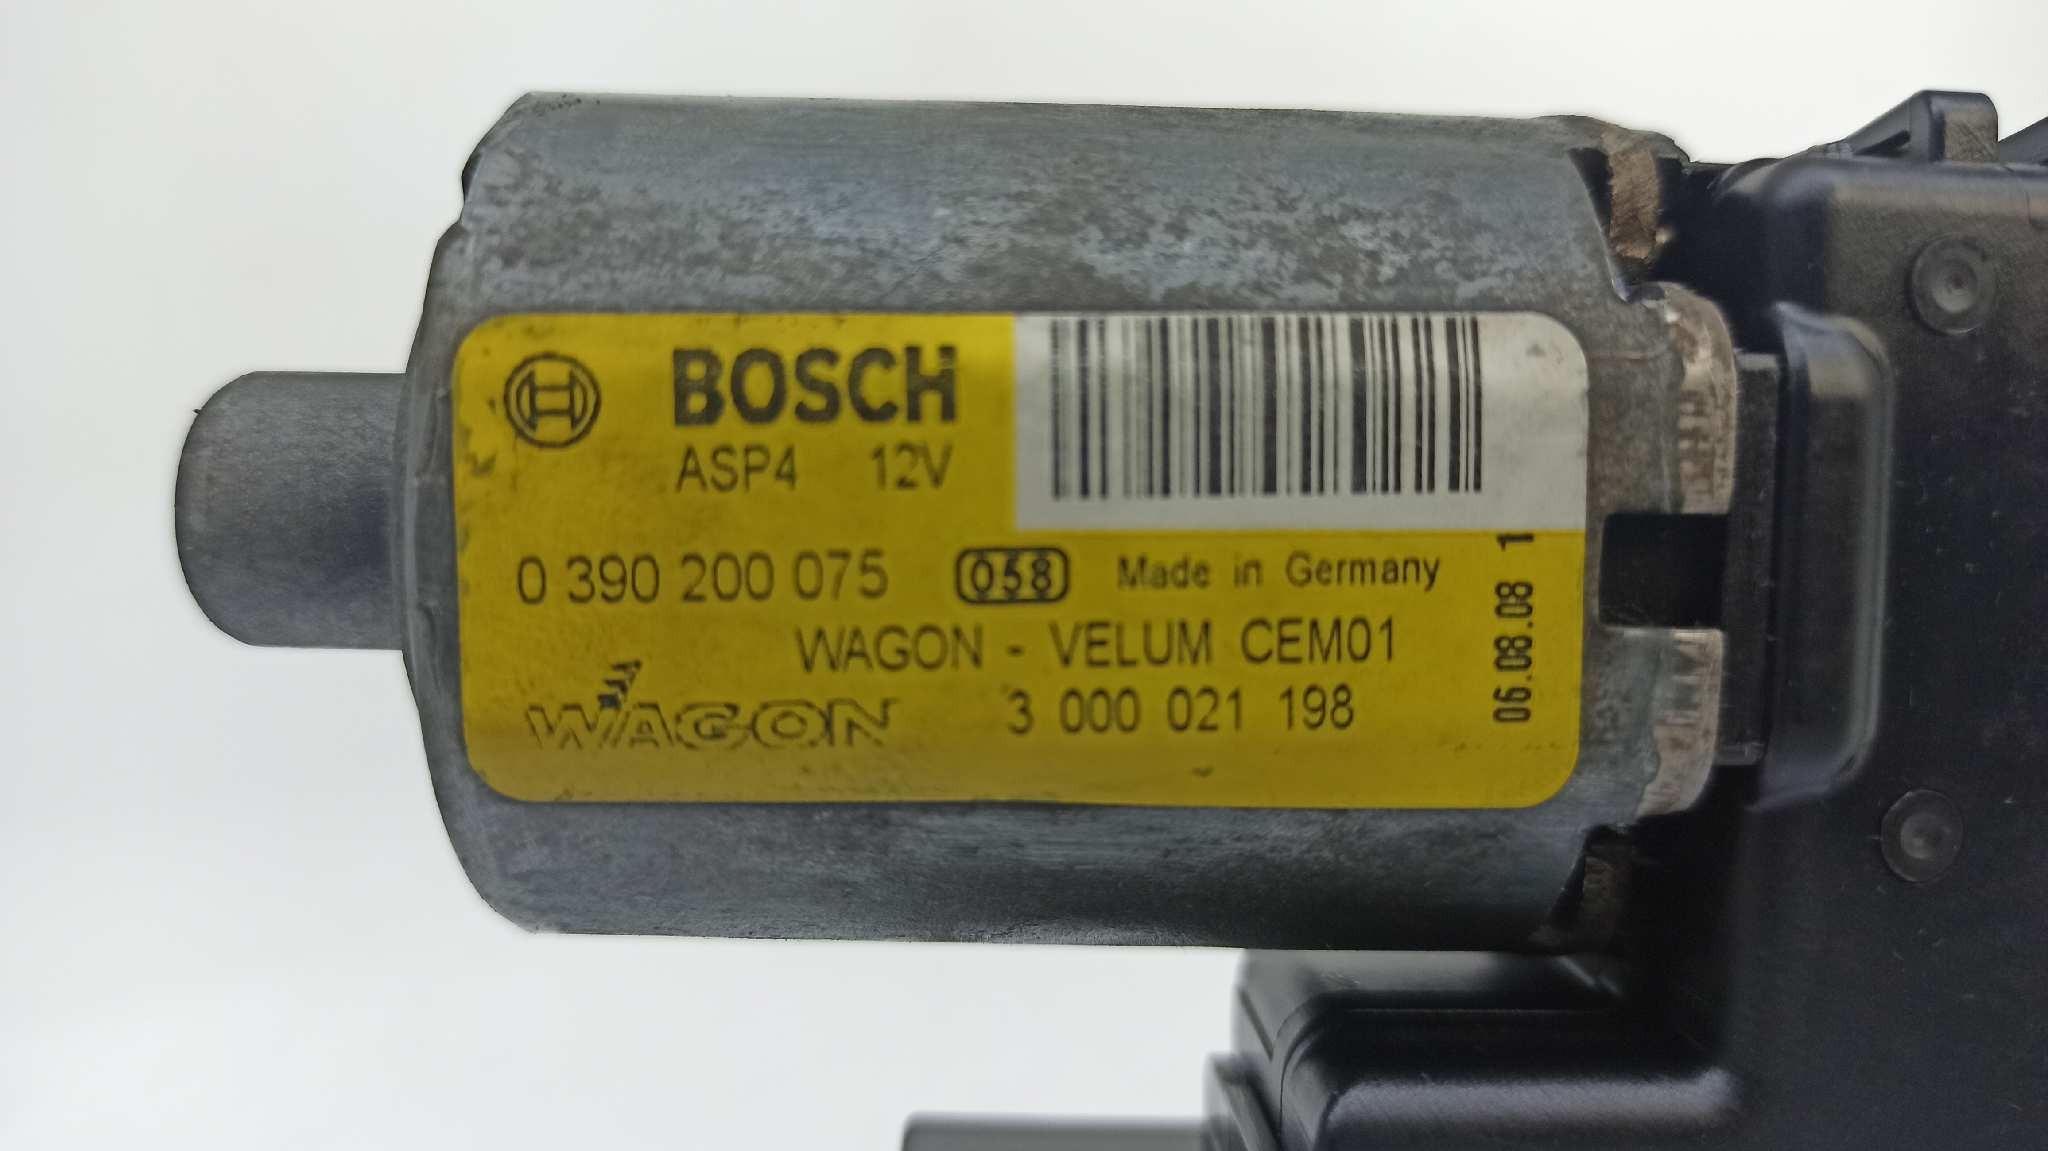 BOSCH
ASP4 12V
0 390 200 075 058 Made in Germany
WAGON - VELUM CEM01
WAGON 3 000 021 198
06.08.08 1